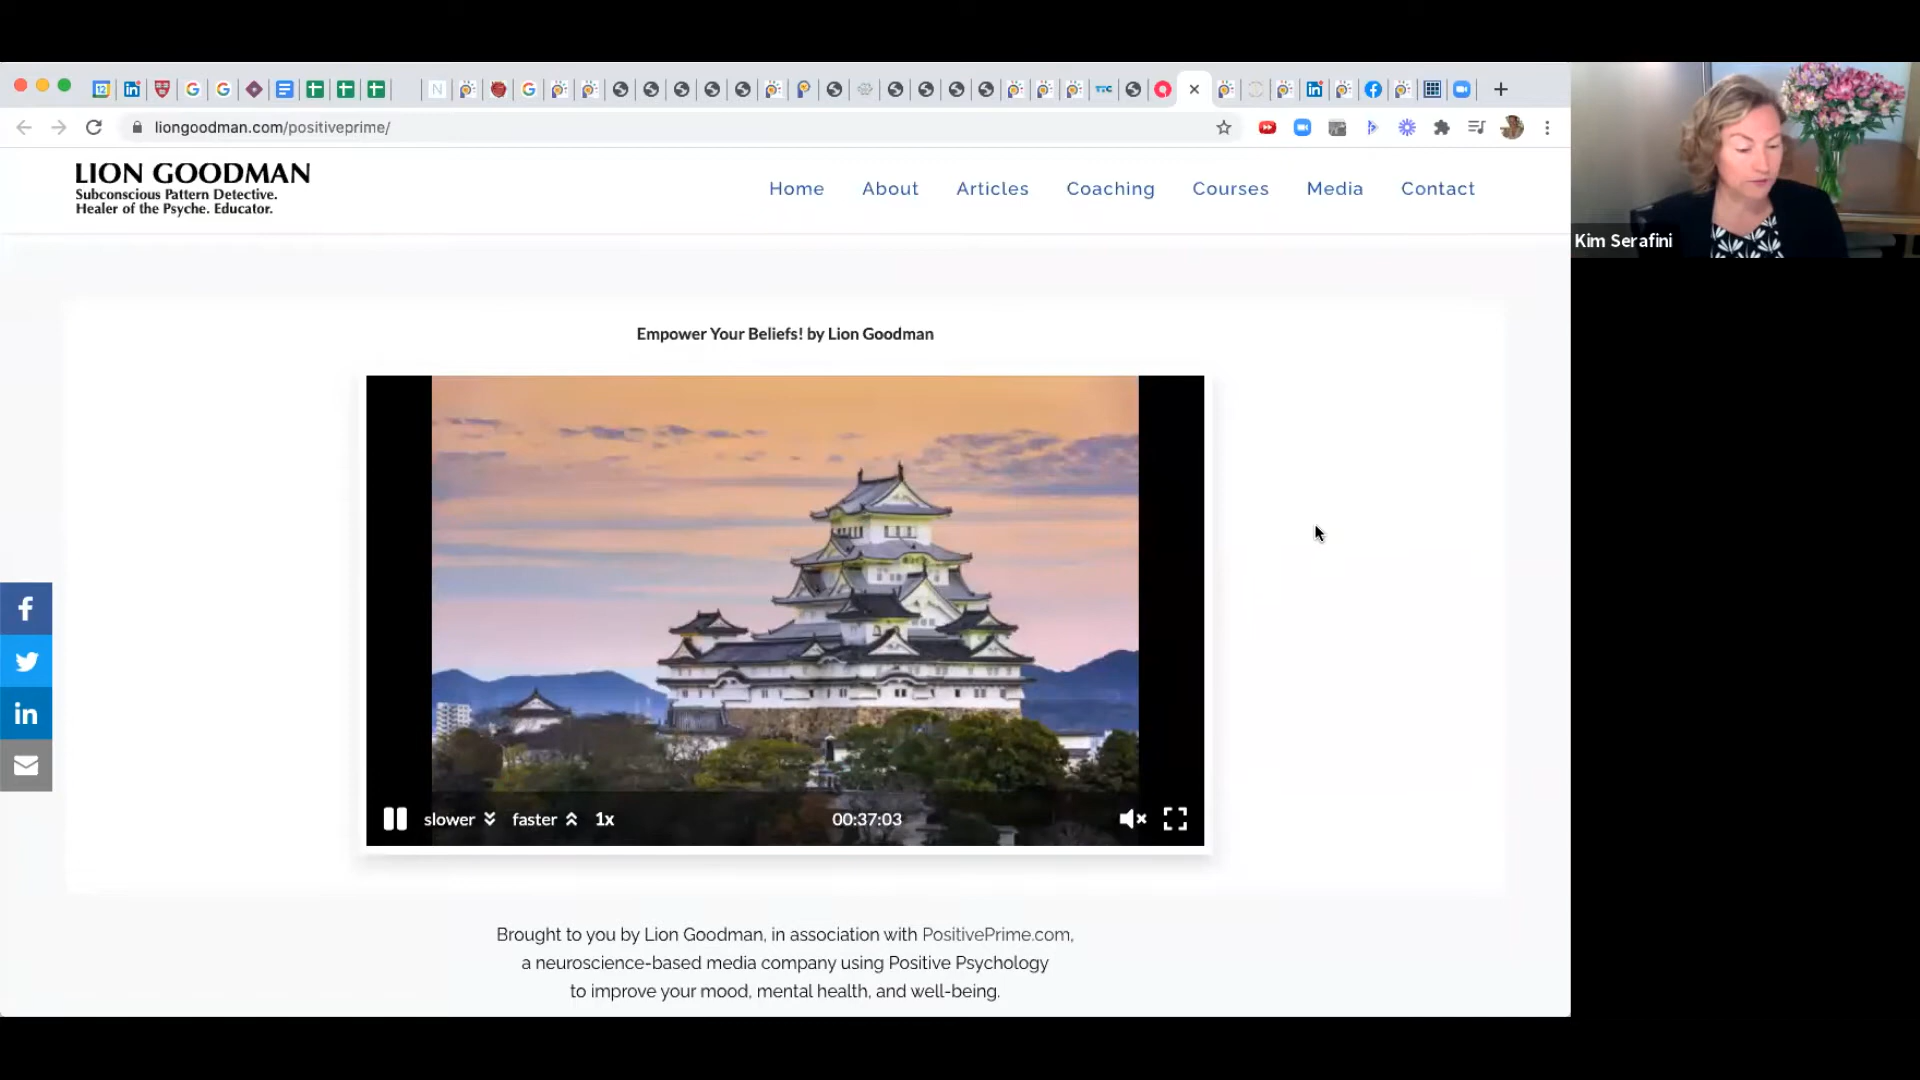 liongoodman.com/positiveprime/
LION GOODMAN
Subconscious Pattern Detective.
Healer of the Psyche. Educator.
Home About Articles Coaching Courses Media Contact
Kim Serafini
Empower Your Beliefs! by Lion Goodman
slower faster 1x 00:37:03
Brought to you by Lion Goodman, in association with PositivePrime.com,
a neuroscience-based media company using Positive Psychology
to improve your mood, mental health, and well-being.